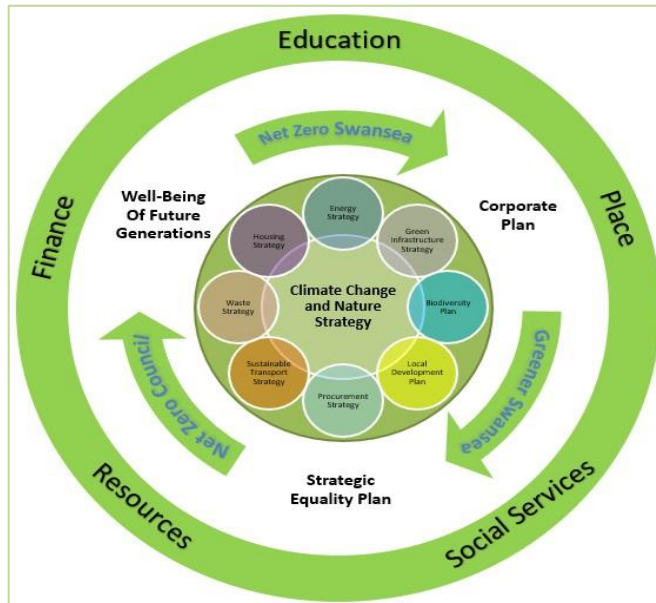 Education
Finance
Place
Resources
Social Services
Net Zero Swansea
Greener Swansea
Net Zero Council
Well-Being
Of Future
Generations
Corporate
Plan
Strategic
Equality Plan
Energy
Strategy
Housing
Strategy
Green
Infrastructure
Strategy
Waste
Strategy
Climate Change
and Nature
Strategy
Biodiversity
Plan
Sustainable
Transport
Strategy
Local
Development
Plan
Procurement
Strategy